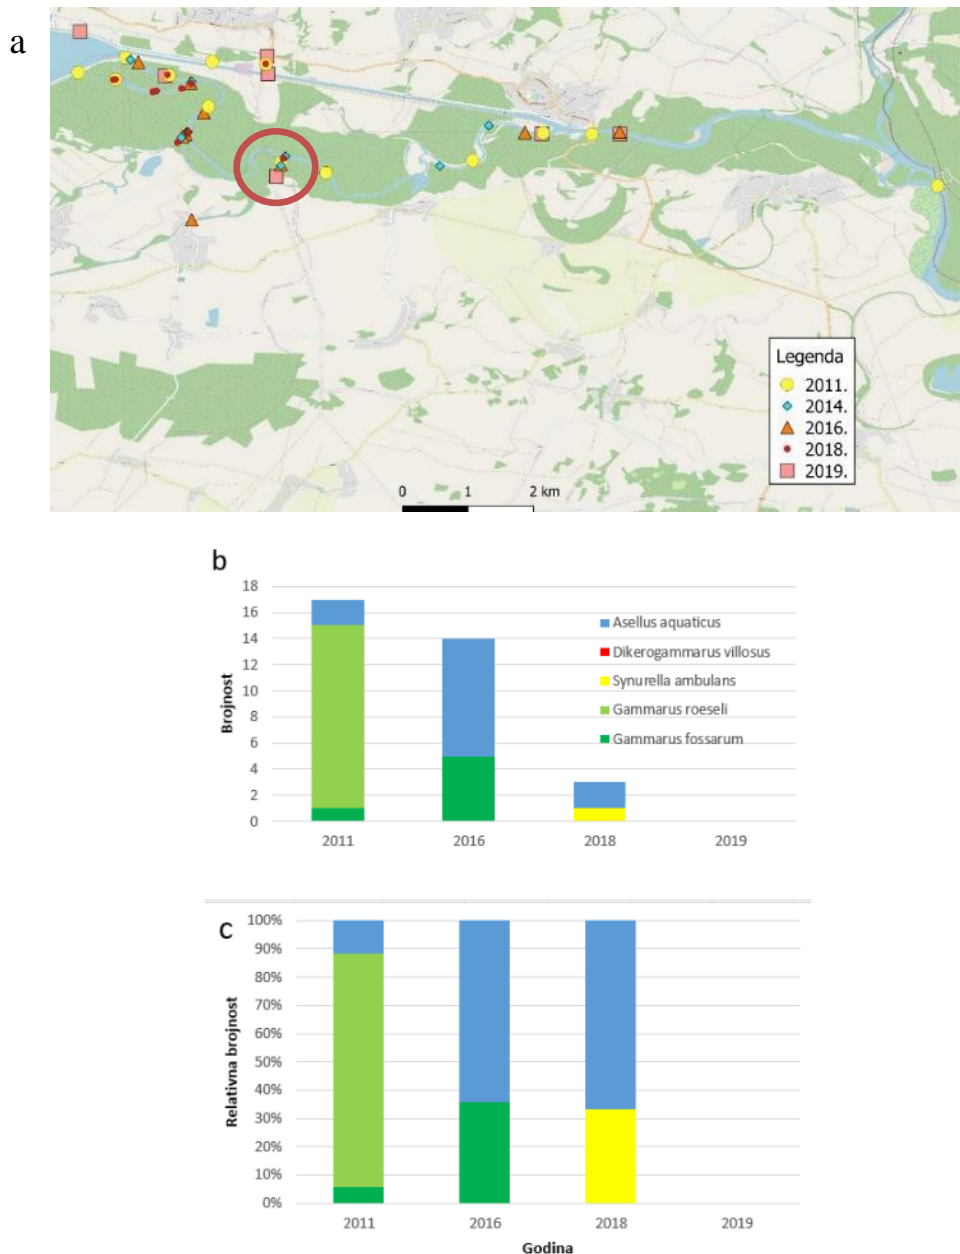 a
Legenda
2011.
2014.
2016.
2018.
2019.
0 1 2 km
b
18
16
14
12
10
8
6
4
2
0
Brojnost
Asellus aquaticus
Dikerogammarus villosus
Synurella ambulans
Gammarus roeseli
Gammarus fossarum
2011 2016 2018 2019
c
100%
90%
80%
70%
60%
50%
40%
30%
20%
10%
0%
Relativna brojnost
2011 2016 2018 2019
Godina